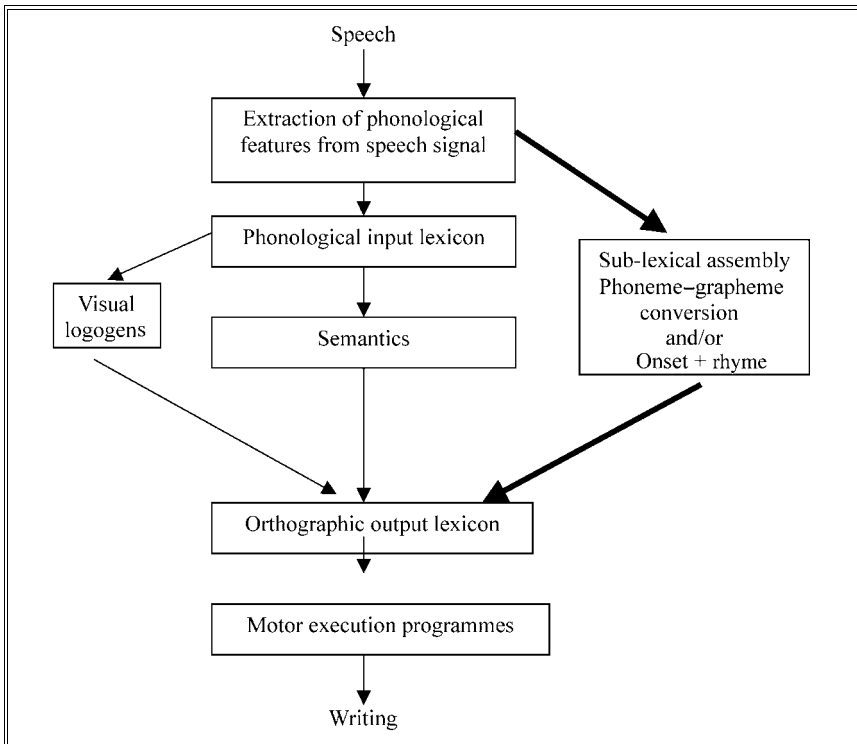 Speech
Extraction of phonological
features from speech signal
Phonological input lexicon
Sub-lexical assembly
Phoneme–grapheme
conversion
and/or
Onset + rhyme
Visual
logogens
Semantics
Orthographic output lexicon
Motor execution programmes
Writing